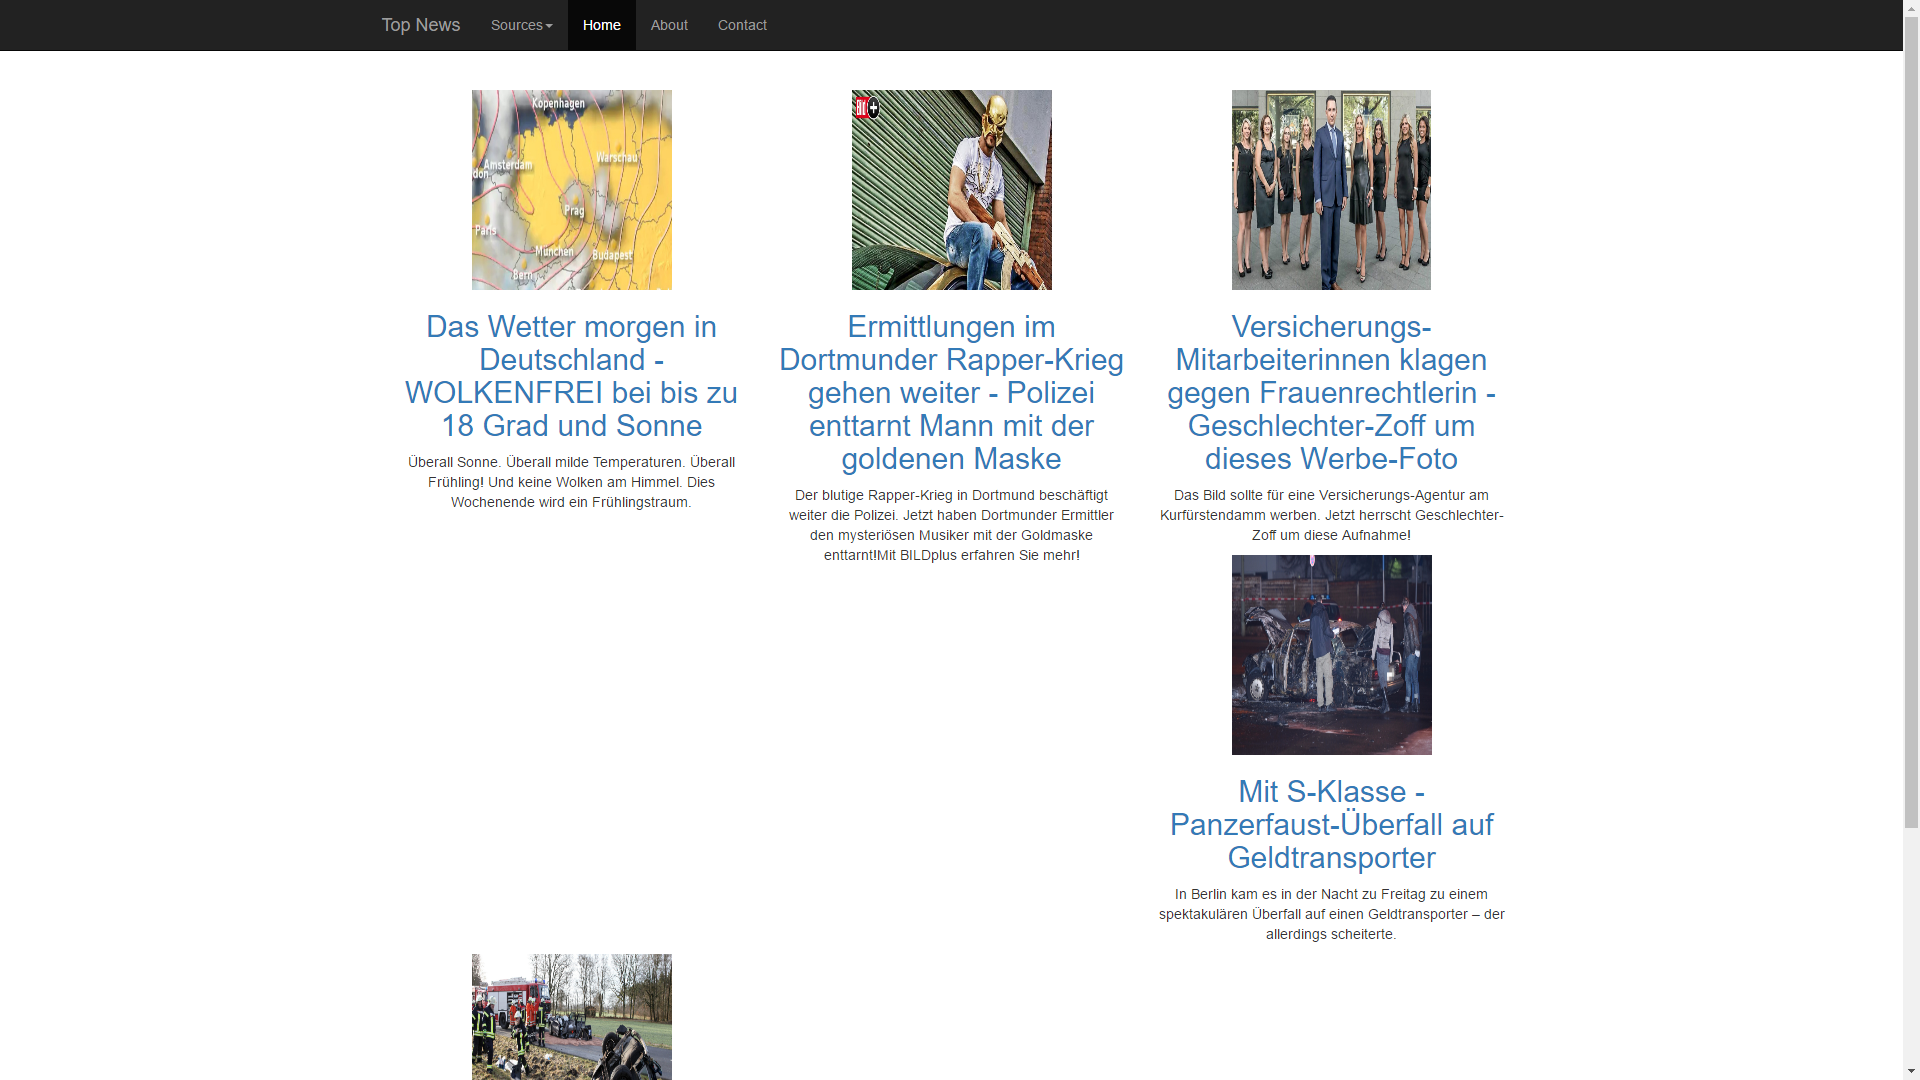 Top News
Sources
Home
About
Contact
Kopenhagen
Amsterdam
Warschau
don
Prag
Paris
München
Budapest
Bern
Das Wetter morgen in
Deutschland -
WOLKENFREI bei bis zu
18 Grad und Sonne
Überall Sonne. Überall milde Temperaturen. Überall
Frühling! Und keine Wolken am Himmel. Dies
Wochenende wird ein Frühlingstraum.
Bild +
Ermittlungen im
Dortmunder Rapper-Krieg
gehen weiter - Polizei
enttarnt Mann mit der
goldenen Maske
Der blutige Rapper-Krieg in Dortmund beschäftigt
weiter die Polizei. Jetzt haben Dortmunder Ermittler
den mysteriösen Musiker mit der Goldmaske
enttarnt!Mit BILDplus erfahren Sie mehr!
Versicherungs-
Mitarbeiterinnen klagen
gegen Frauenrechtlerin -
Geschlechter-Zoff um
dieses Werbe-Foto
Das Bild sollte für eine Versicherungs-Agentur am
Kurfürstendamm werben. Jetzt herrscht Geschlechter-
Zoff um diese Aufnahme!
Mit S-Klasse -
Panzerfaust-Überfall auf
Geldtransporter
In Berlin kam es in der Nacht zu Freitag zu einem
spektakulären Überfall auf einen Geldtransporter – der
allerdings scheiterte.